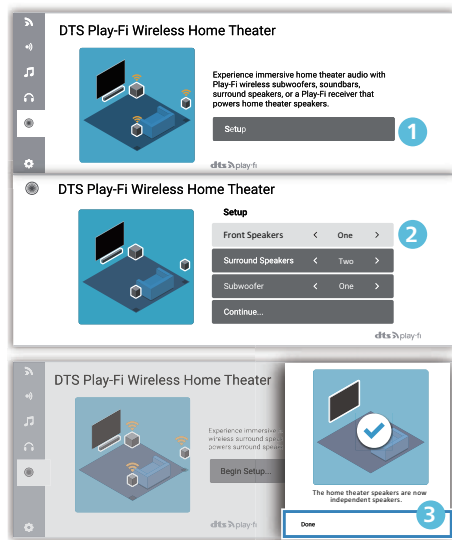 DTS Play-Fi Wireless Home Theater
Experience immersive home theater audio with
Play-Fi wireless subwoofers, soundbars,
surround speakers, or a Play-Fi receiver that
powers home theater speakers.
Setup
1
dts play-fi
DTS Play-Fi Wireless Home Theater
Setup
Front Speakers < One >
2
Surround Speakers < Two >
Subwoofer < One >
Continue...
dts play-fi
DTS Play-Fi Wireless Home Theater
Experience immersive
wireless surround
powers surround
Begin Setup...
dts play-fi
The home theater speakers are now
independent speakers.
Done
3